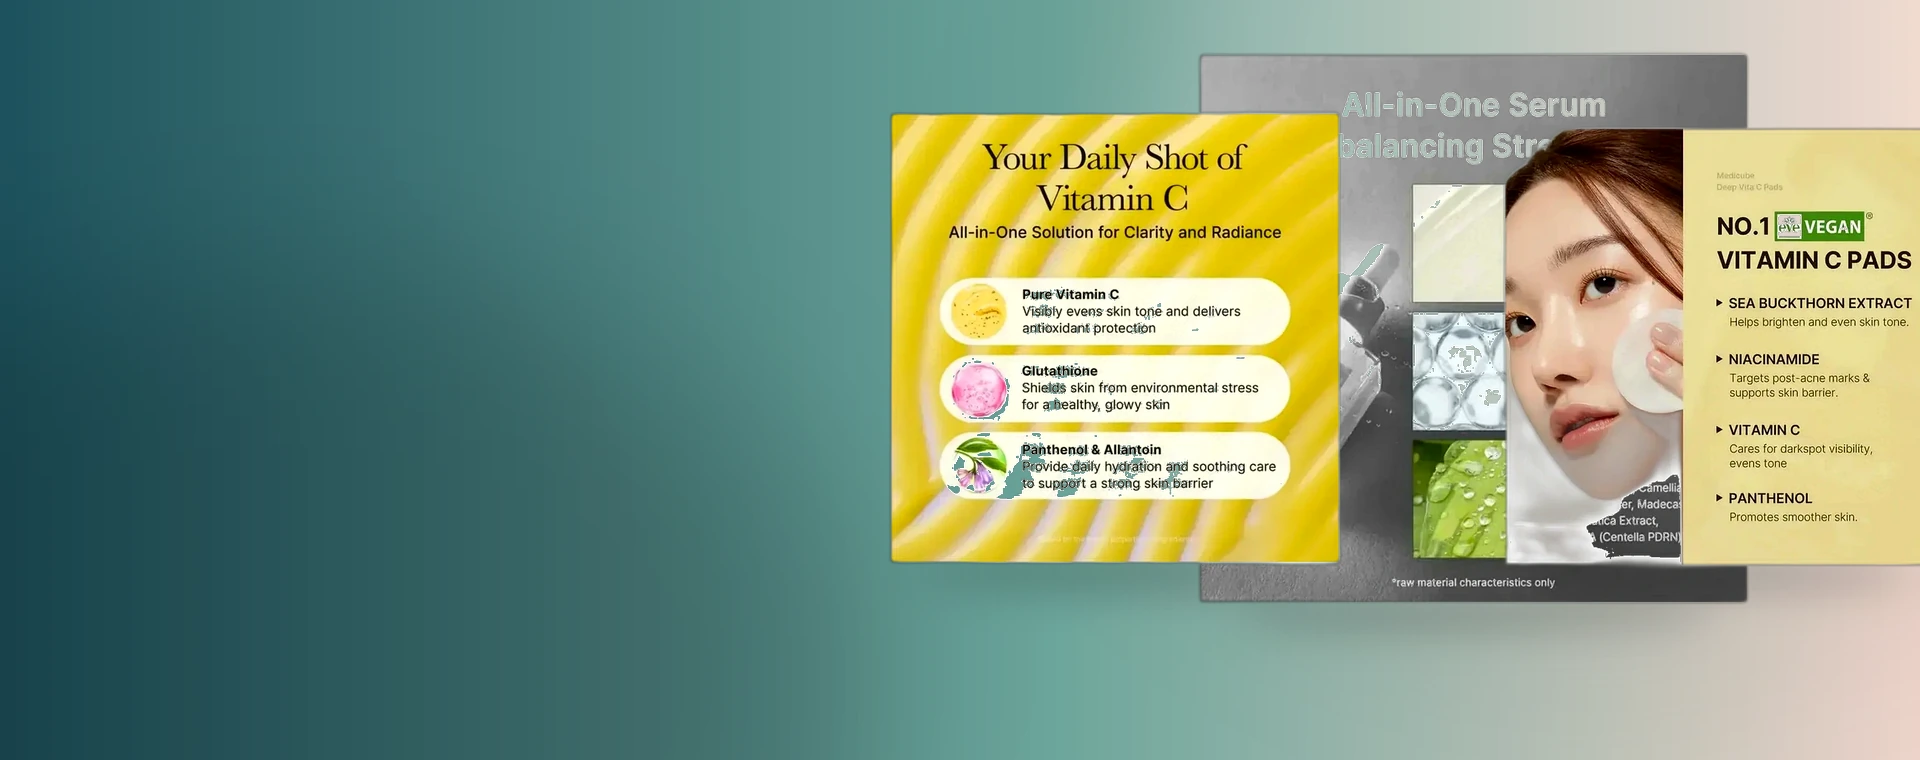 Your Daily Shot of
Vitamin C
All-in-One Solution for Clarity and Radiance
Pure Vitamin C
Visibly evens skin tone and delivers
antioxidant protection
Glutathione
Shields skin from environmental stress
for a healthy, glowy skin
Panthenol & Allantoin
Provide daily hydration and soothing care
to support a strong skin barrier
All-in-One Serum
balancing
Camellia
Extract,
(Centella PDRN)
*raw material characteristics only
Medicube
Deep Vita C Pads
NO.1 eve VEGAN®
VITAMIN C PADS
SEA BUCKTHORN EXTRACT
Helps brighten and even skin tone.
NIACINAMIDE
Targets post-acne marks &
supports skin barrier.
VITAMIN C
Cares for darkspot visibility,
evens tone
PANTHENOL
Promotes smoother skin.